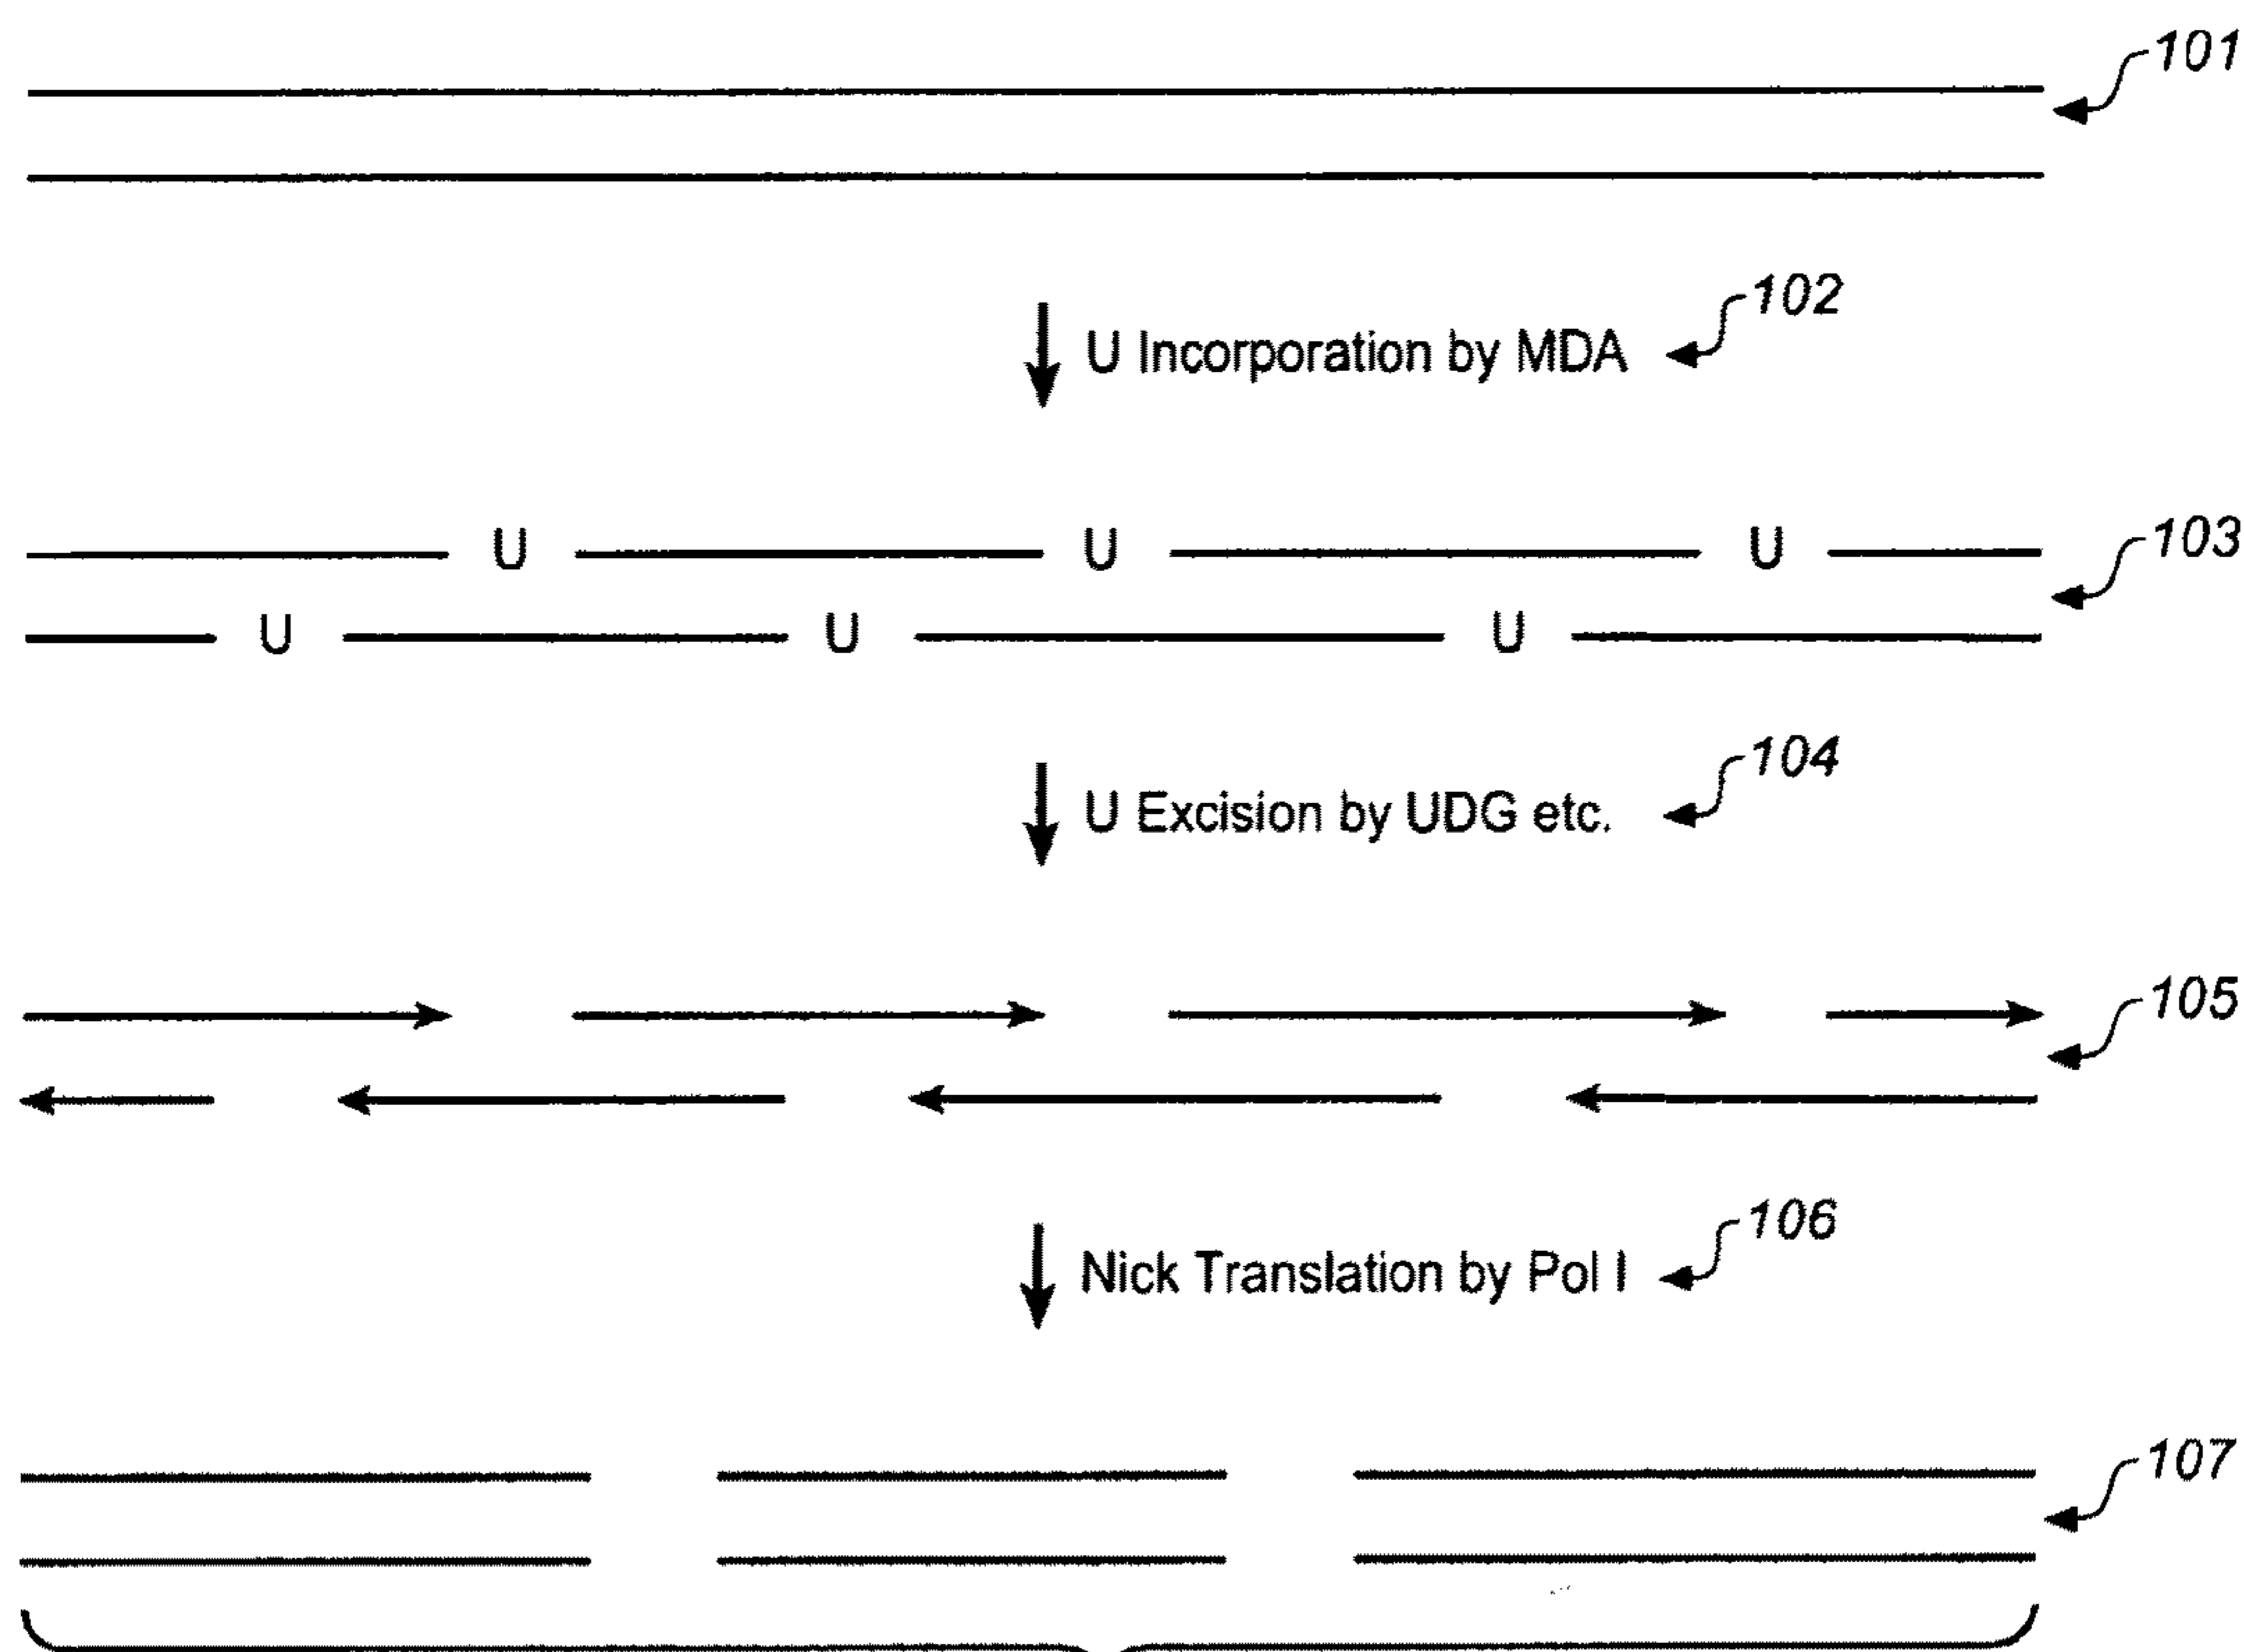 101
102
U Incorporation by MDA
U U U
103
U U U
104
U Excision by UDG etc.
105
106
Nick Translation by Pol I
107